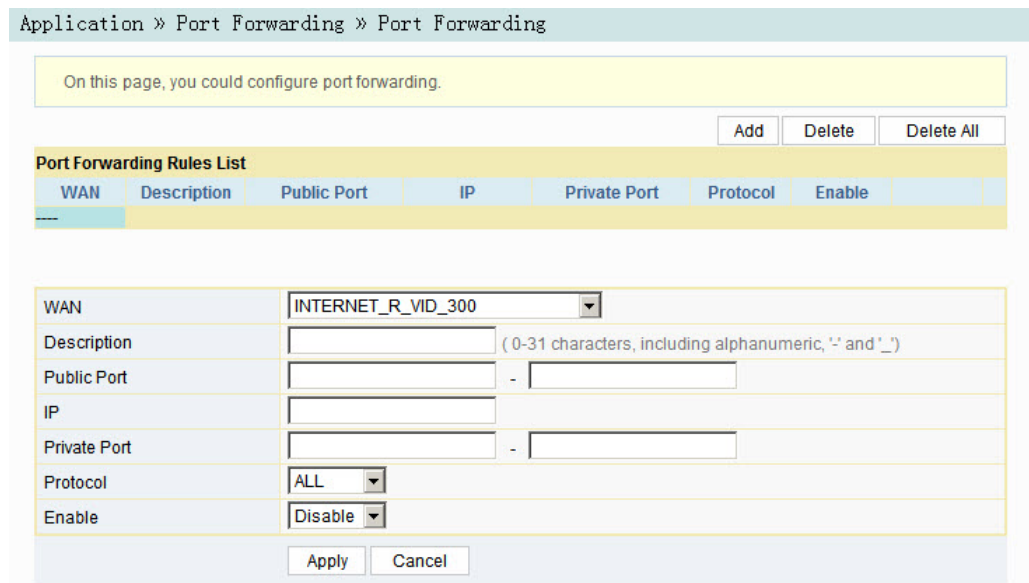 Application » Port Forwarding » Port Forwarding
On this page, you could configure port forwarding.
Add Delete Delete All
Port Forwarding Rules List
WAN Description Public Port IP Private Port Protocol Enable
----
WAN INTERNET_R_VID_300
Description ( 0-31 characters, including alphanumeric, '-' and '_')
Public Port -
IP
Private Port -
Protocol ALL
Enable Disable
Apply Cancel